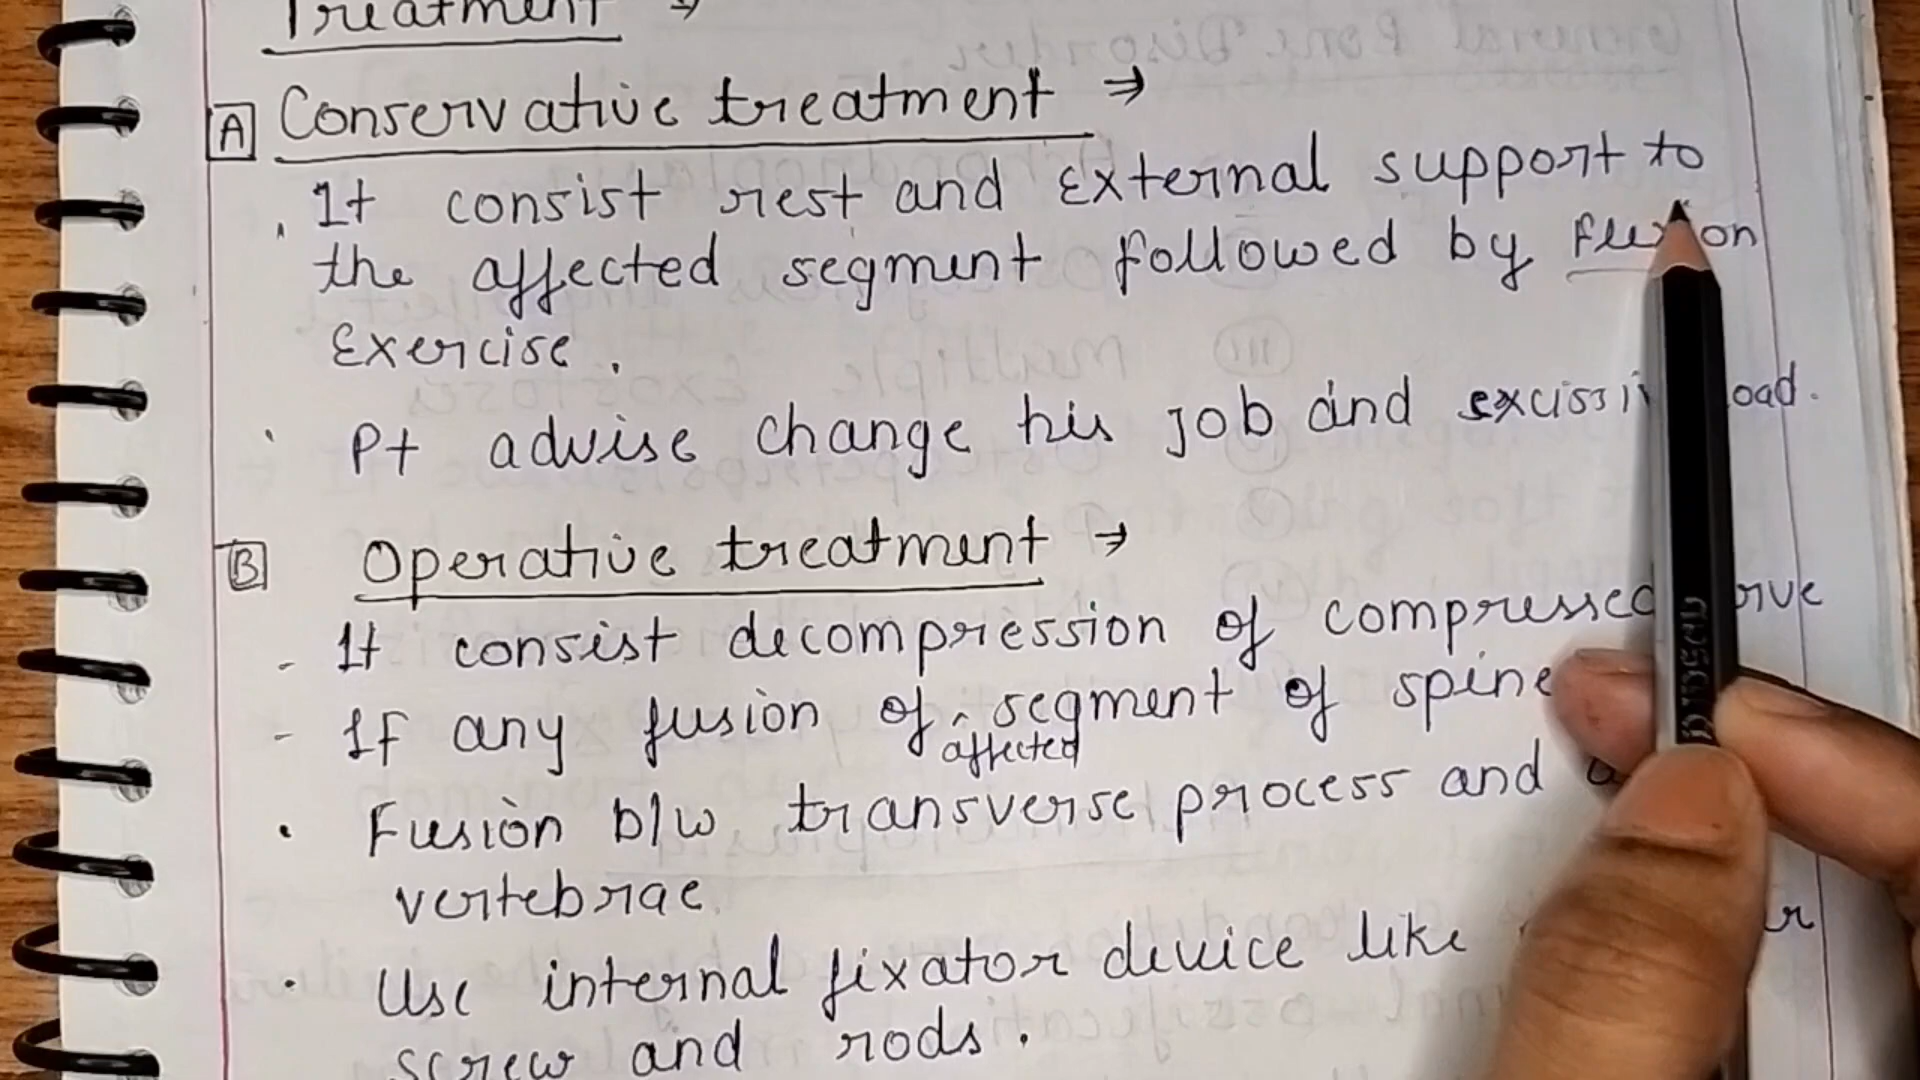 Treatment →
A Conservative treatment →
. It consist rest and External support to
the affected segment followed by flexion
Exercise.
. Pt advise change his job and load.
B Operative treatment →
- It consist decompression of compressed
- If any fusion of ^ affected segment of spine
. Fusion b/w transverse process and
vertebrae
. Use internal fixator device like
screw and rods.